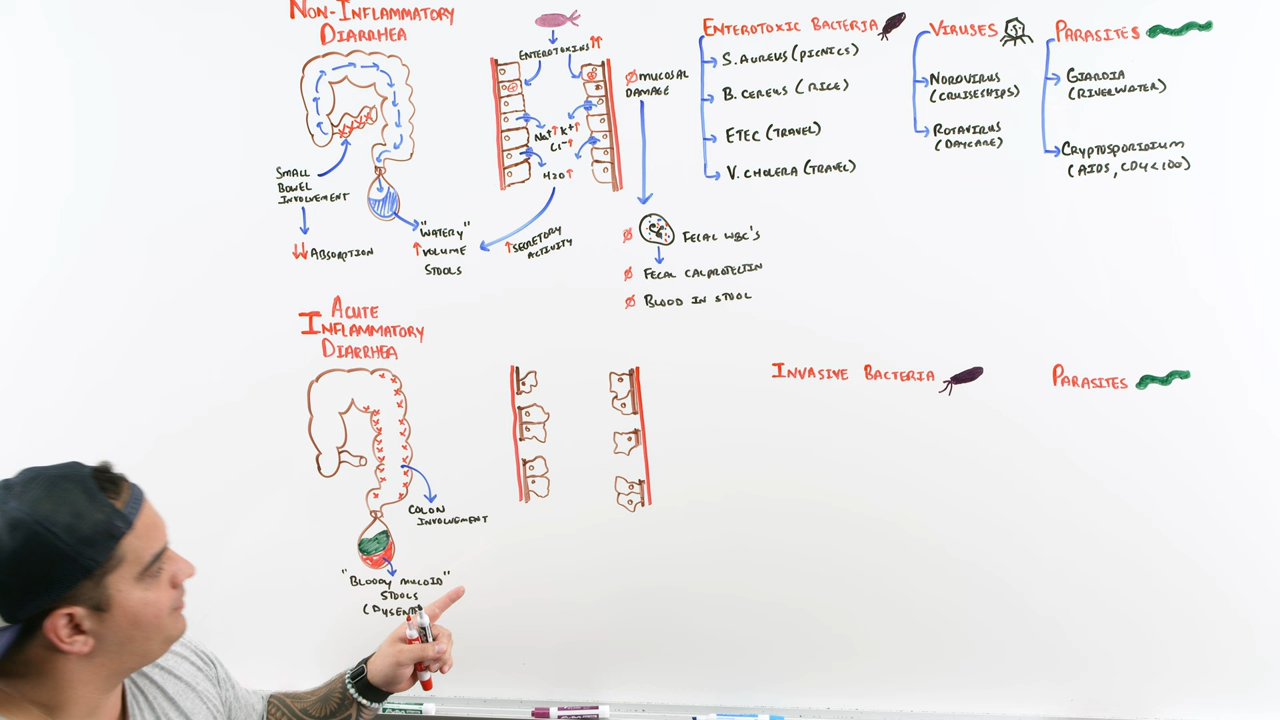 Non-Inflammatory
Diarrhea
Small
Bowel
Involvement
↓↓ Absorption
"Watery"
↑ Volume
Stools
Enterotoxins ↑↑
Na+↑ K+↑
Cl-↑
H2O↑
↑Secretory
Activity
Ø Mucosal
Damage
Ø Fecal WBC's
Ø Fecal Calprotectin
Ø Blood in Stool
Enterotoxic Bacteria
S. Aureus (Picnics)
B. Cereus (Rice)
ETEC (Travel)
V. Cholera (Travel)
Viruses
Norovirus
(Cruiseships)
Rotavirus
(Daycare)
Parasites
Giardia
(Riverwater)
Cryptosporidium
(AIDS, CD4<100)
Acute
Inflammatory
Diarrhea
Colon
Involvement
"Bloody Mucoid"
Stools
Invasive Bacteria
Parasites